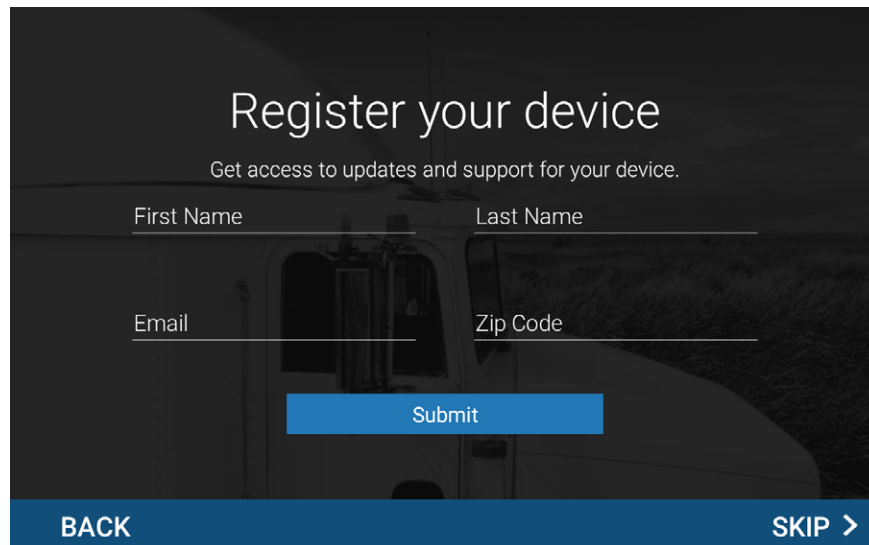 Register your device
Get access to updates and support for your device.
First Name Last Name
Email Zip Code
Submit
BACK SKIP